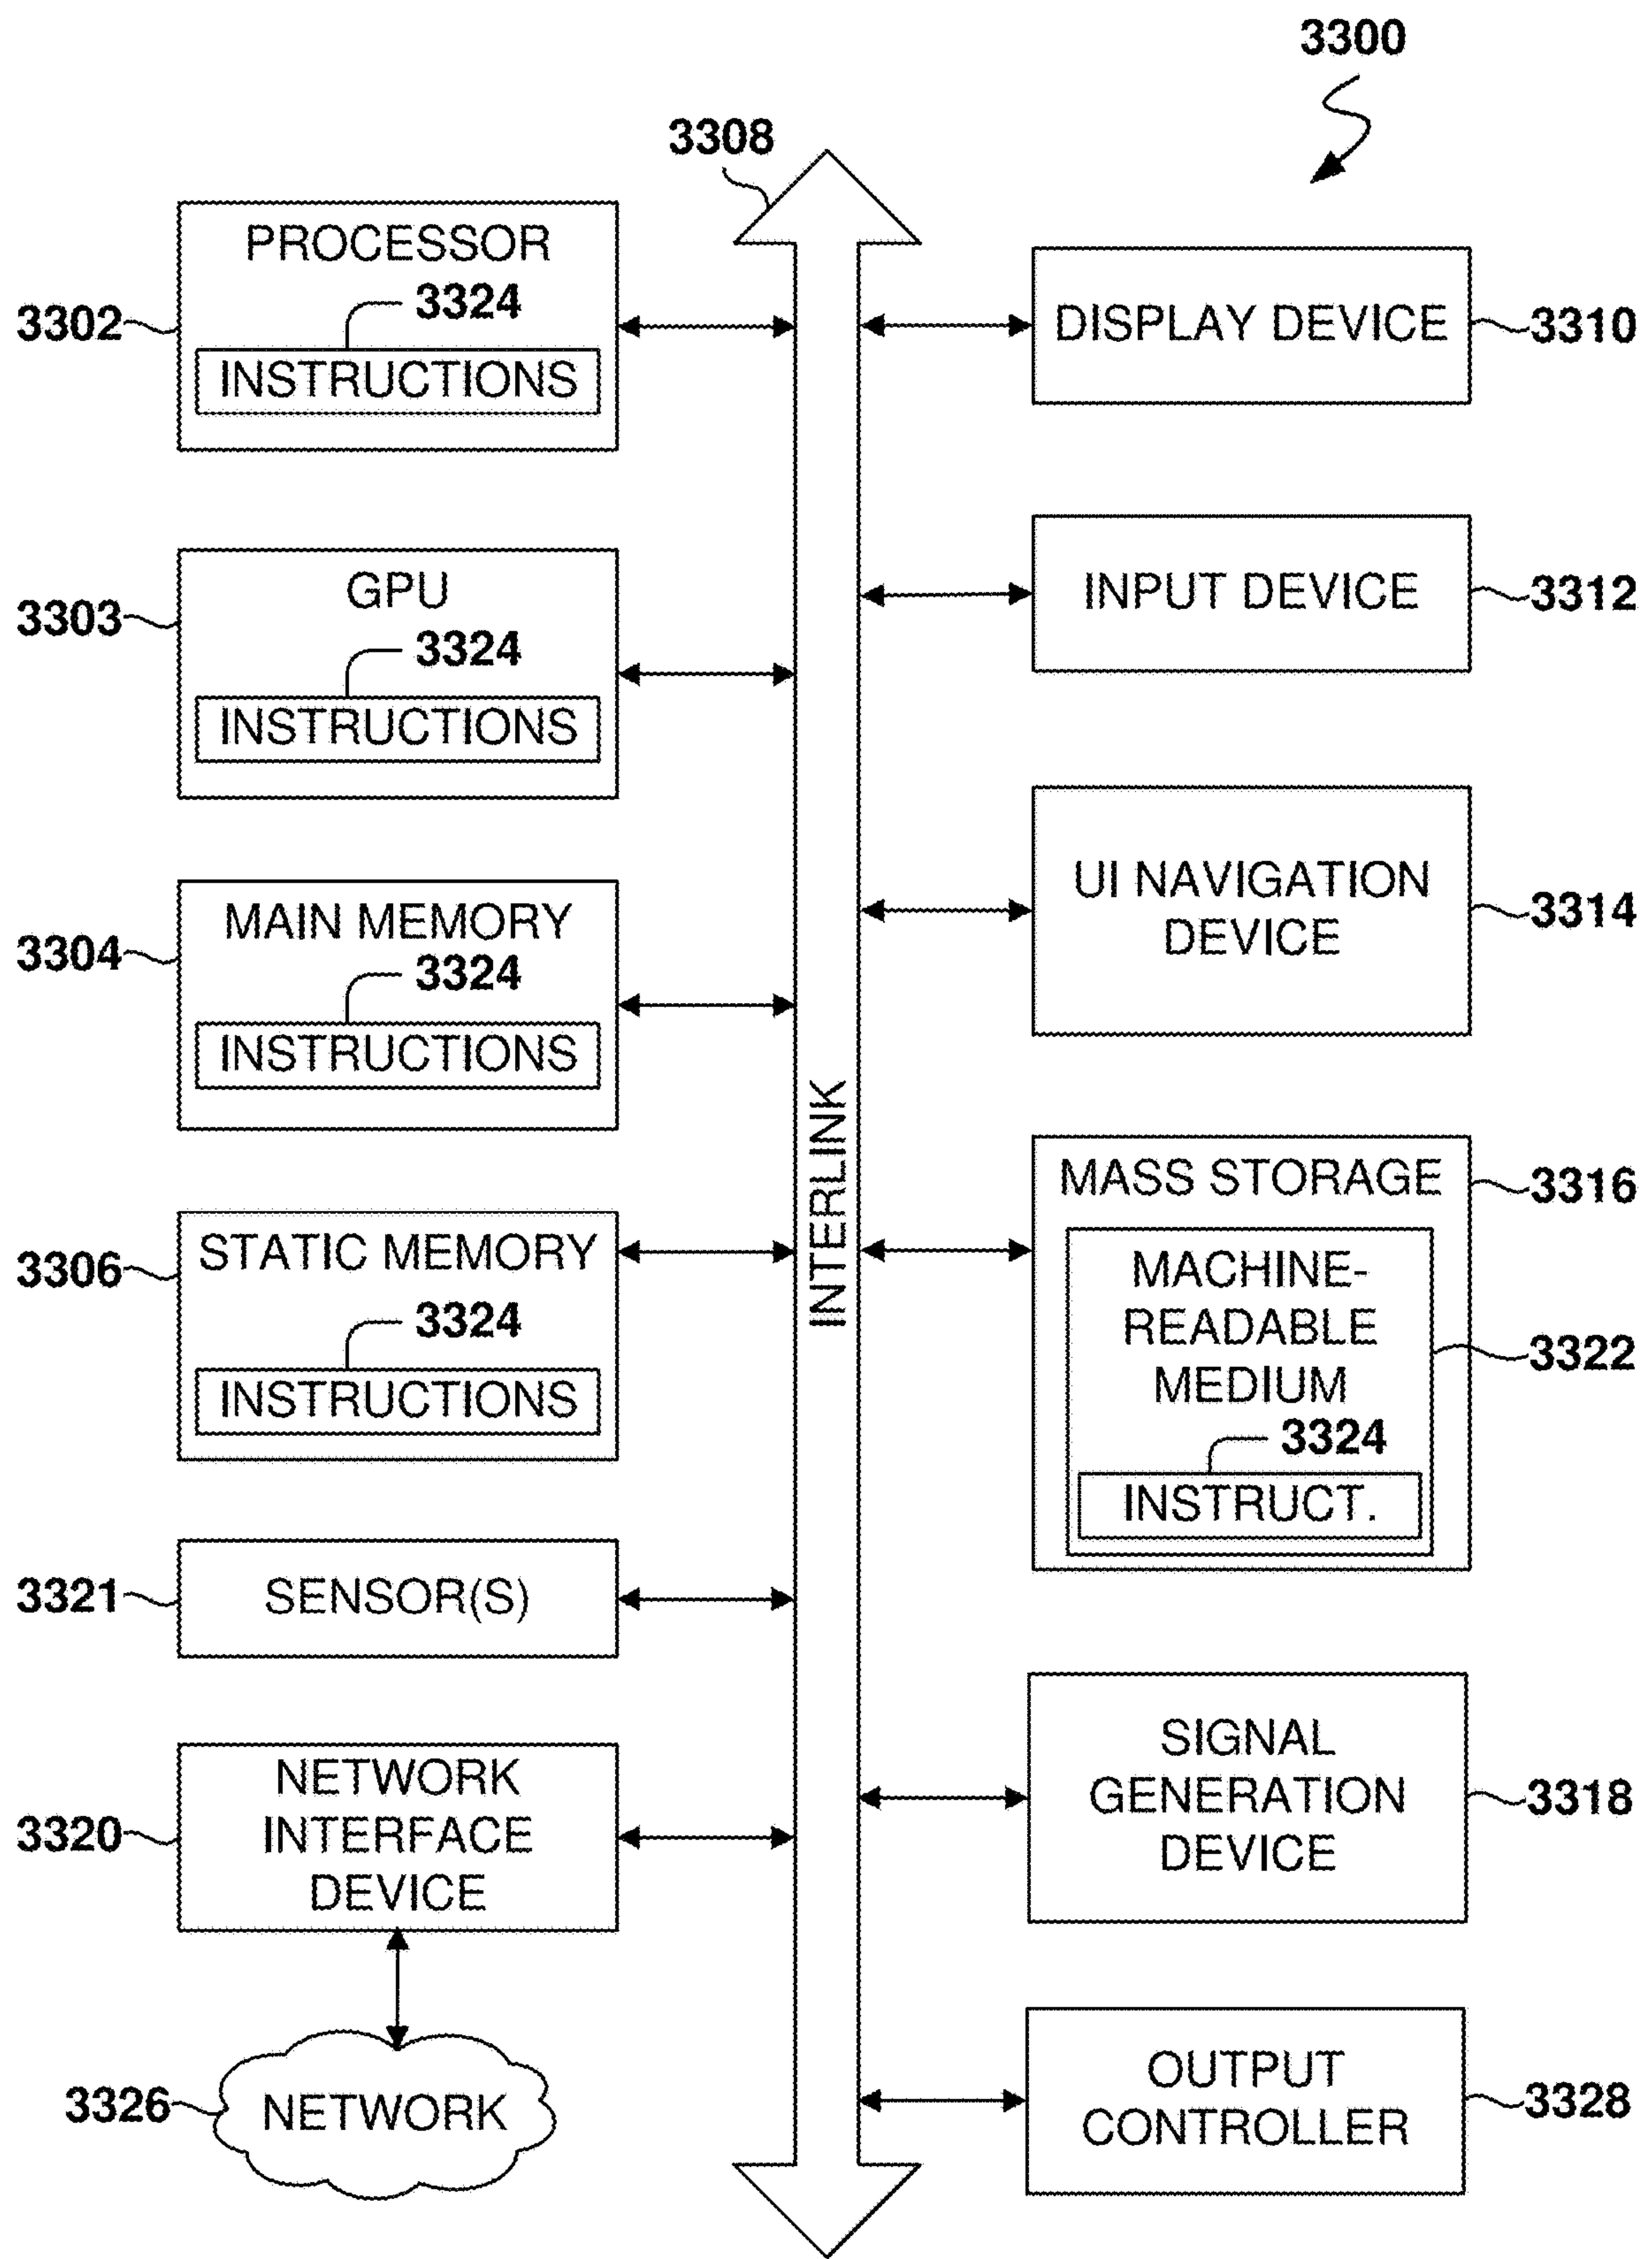 3300
3308
PROCESSOR
3324
3302
INSTRUCTIONS
GPU
3303
3324
INSTRUCTIONS
MAIN MEMORY
3304
3324
INSTRUCTIONS
STATIC MEMORY
3306
3324
INSTRUCTIONS
3321
SENSOR(S)
NETWORK
3320
INTERFACE
DEVICE
3326
NETWORK
INTERLINK
DISPLAY DEVICE
3310
INPUT DEVICE
3312
UI NAVIGATION
DEVICE
3314
MASS STORAGE
3316
MACHINE-
READABLE
MEDIUM
3322
3324
INSTRUCT.
SIGNAL
GENERATION
DEVICE
3318
OUTPUT
CONTROLLER
3328